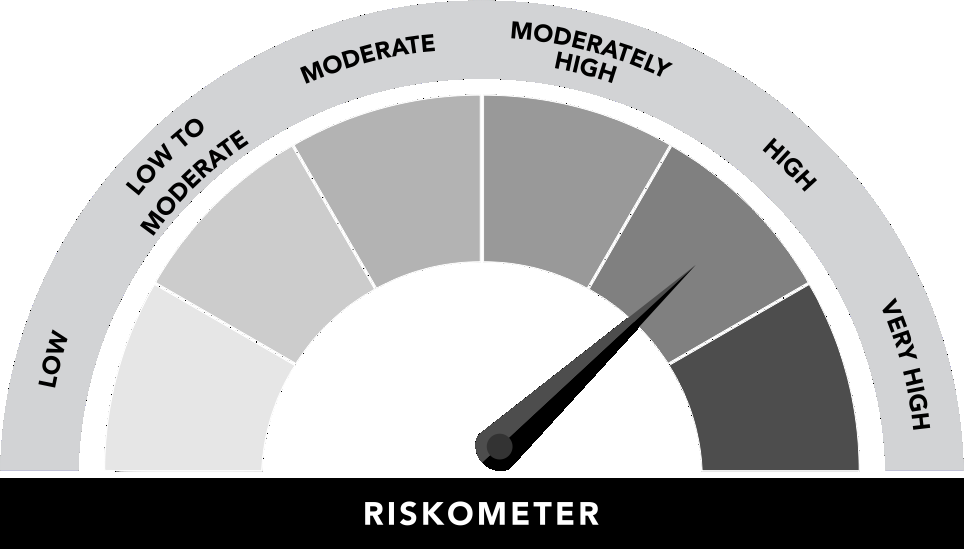 LOW
LOW TO
MODERATE
MODERATE
MODERATELY
HIGH
HIGH
VERY HIGH
RISKOMETER